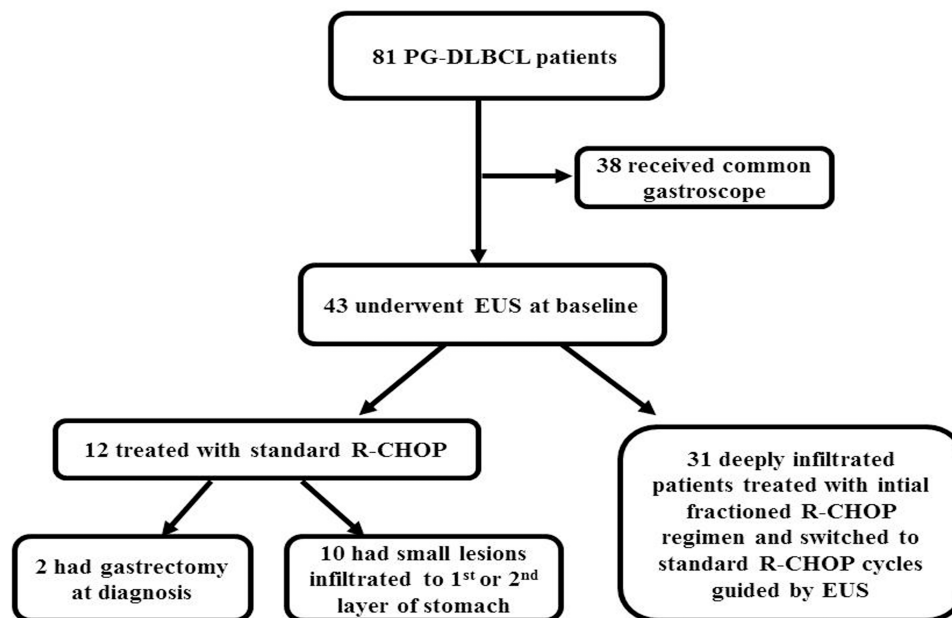 81 PG-DLBCL patients
38 received common
gastroscope
43 underwent EUS at baseline
12 treated with standard R-CHOP
31 deeply infiltrated
patients treated with intial
fractioned R-CHOP
regimen and switched to
standard R-CHOP cycles
guided by EUS
2 had gastrectomy
at diagnosis
10 had small lesions
infiltrated to 1st or 2nd
layer of stomach